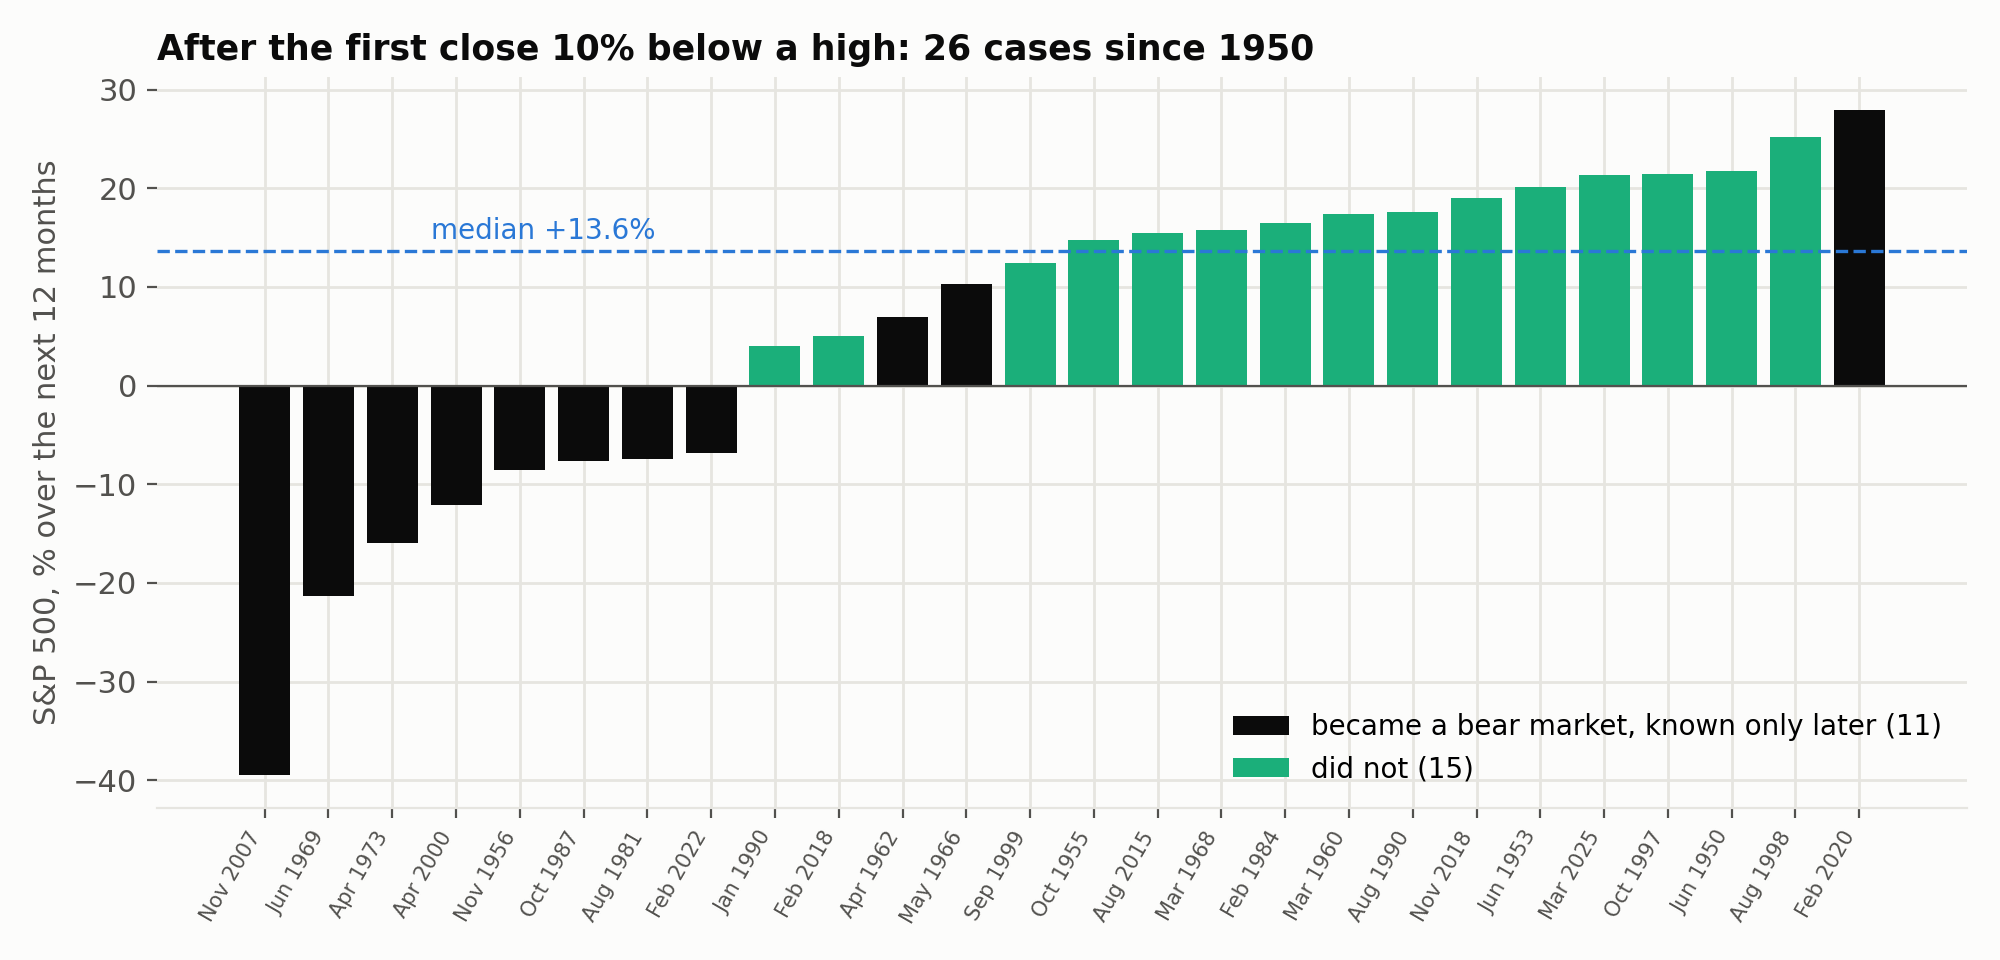 After the first close 10% below a high: 26 cases since 1950
S&P 500, % over the next 12 months
30
20
10
0
−10
−20
−30
−40
median +13.6%
became a bear market, known only later (11)
did not (15)
Nov 2007
Jun 1969
Apr 1973
Apr 2000
Nov 1956
Oct 1987
Aug 1981
Feb 2022
Jan 1990
Feb 2018
Apr 1962
May 1966
Sep 1999
Oct 1955
Aug 2015
Mar 1968
Feb 1984
Mar 1960
Aug 1990
Nov 2018
Jun 1953
Mar 2025
Oct 1997
Jun 1950
Aug 1998
Feb 2020